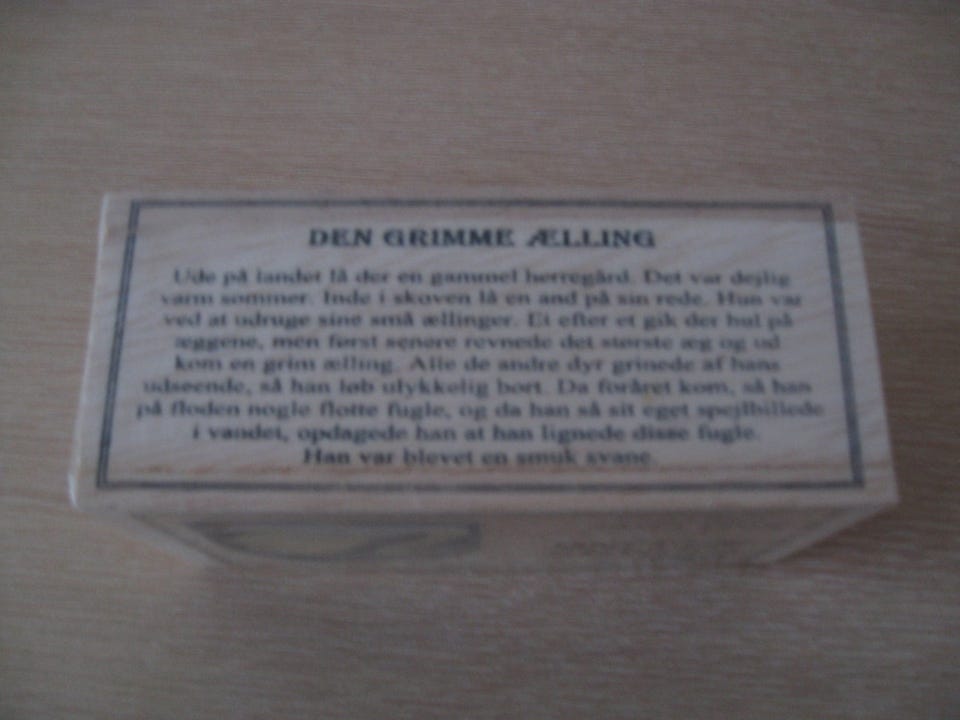 DEN GRIMME ÆLLING
Ude på landet lå der en gammel herregård. Det var dejlig
varm sommer. Inde i skoven lå en and på sin rede. Hun var
ved at udruge sine små ællinger. Et efter et gik der hul på
æggene, men først senere revnede det største æg og ud
kom en grim ælling. Alle de andre dyr grinede af hans
udseende, så han løb ulykkelig bort. Da foråret kom, så han
på floden nogle flotte fugle, og da han så sit eget spejlbillede
i vandet, opdagede han at han lignede disse fugle.
Han var blevet en smuk svane.